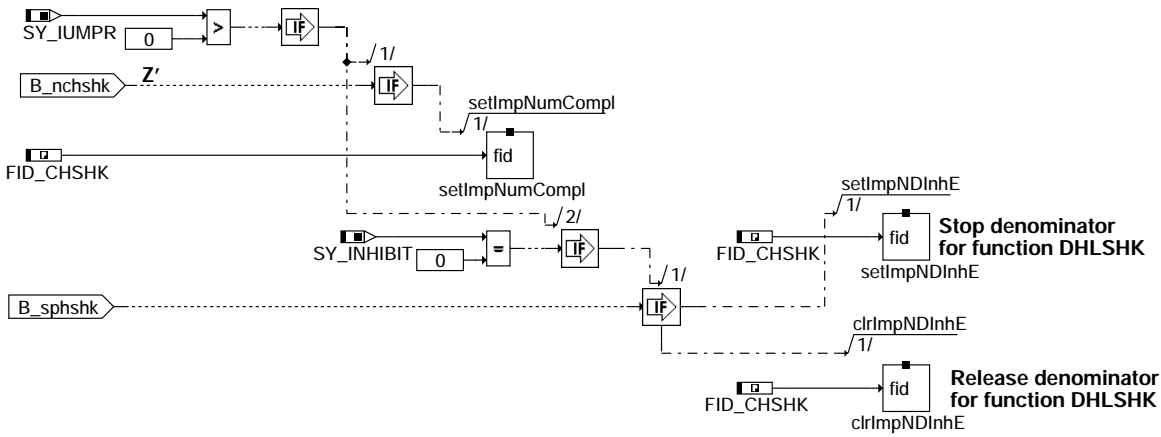 SY_IUMPR
0
>
IF
1/
B_nchshk
Z'
IF
setImpNumCompl
1/
fid
FID_CHSHK
setImpNumCompl
2/
setImpNDInhE
1/
SY_INHIBIT
0
=
IF
FID_CHSHK
fid
Stop denominator
for function DHLSHK
setImpNDInhE
1/
B_sphshk
IF
clrImpNDInhE
1/
FID_CHSHK
fid
Release denominator
for function DHLSHK
clrImpNDInhE